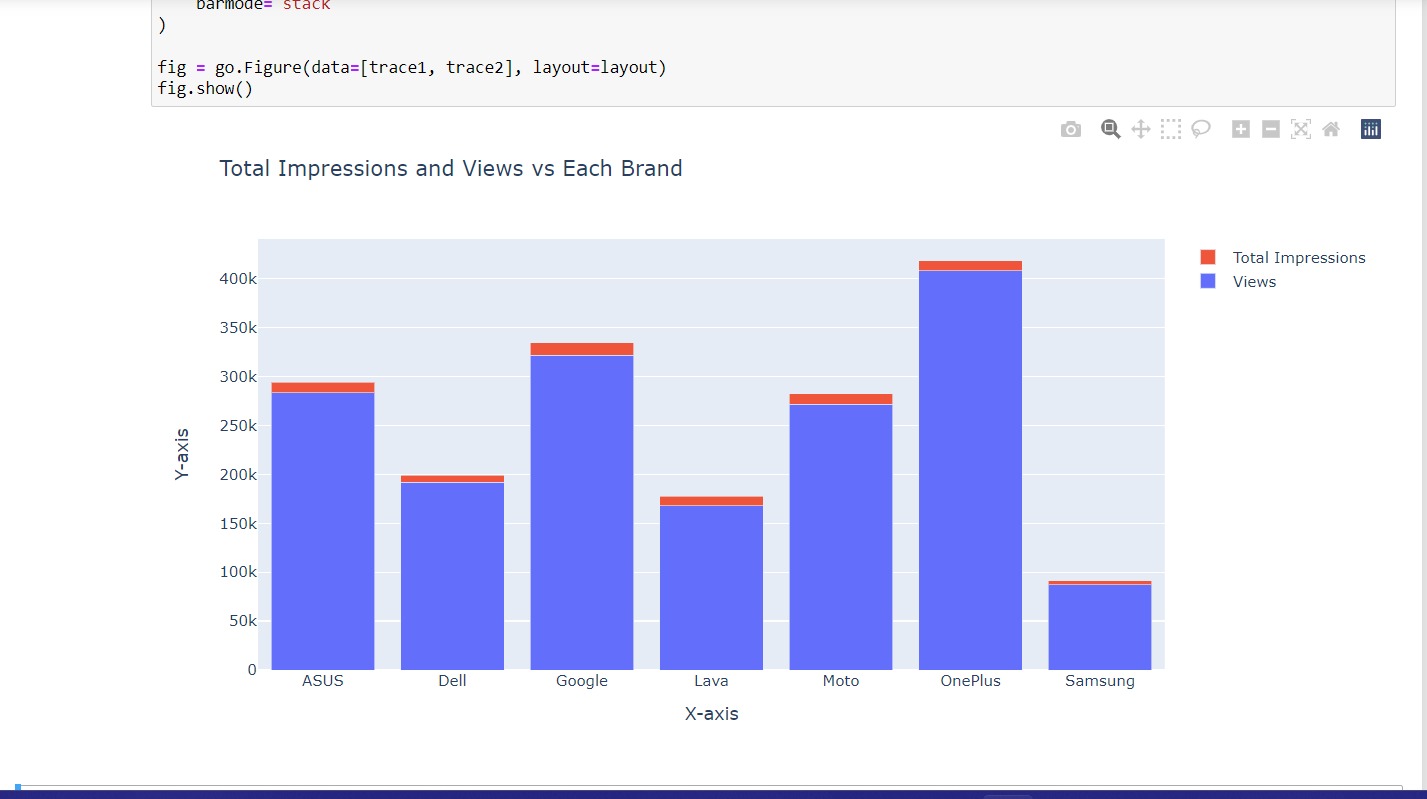 barmode='stack
)
fig = go.Figure(data=[trace1, trace2], layout=layout)
fig.show()
Total Impressions and Views vs Each Brand
Total Impressions
Views
400k
350k
300k
250k
200k
150k
100k
50k
0
Y-axis
ASUS Dell Google Lava Moto OnePlus Samsung
X-axis